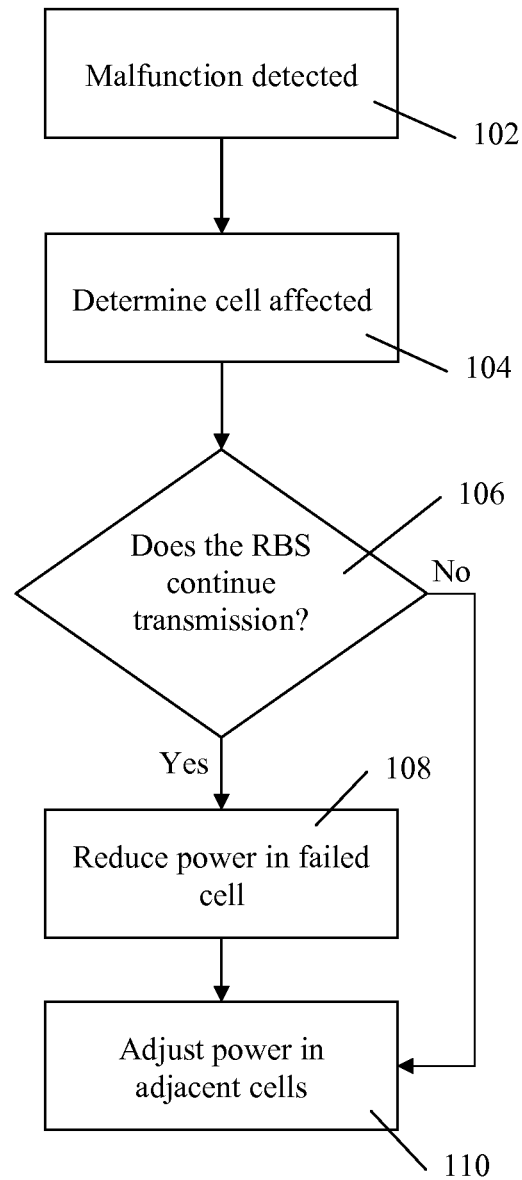 Malfunction detected
102
Determine cell affected
104
106
Does the RBS
continue
transmission?
No
Yes
108
Reduce power in failed
cell
Adjust power in
adjacent cells
110